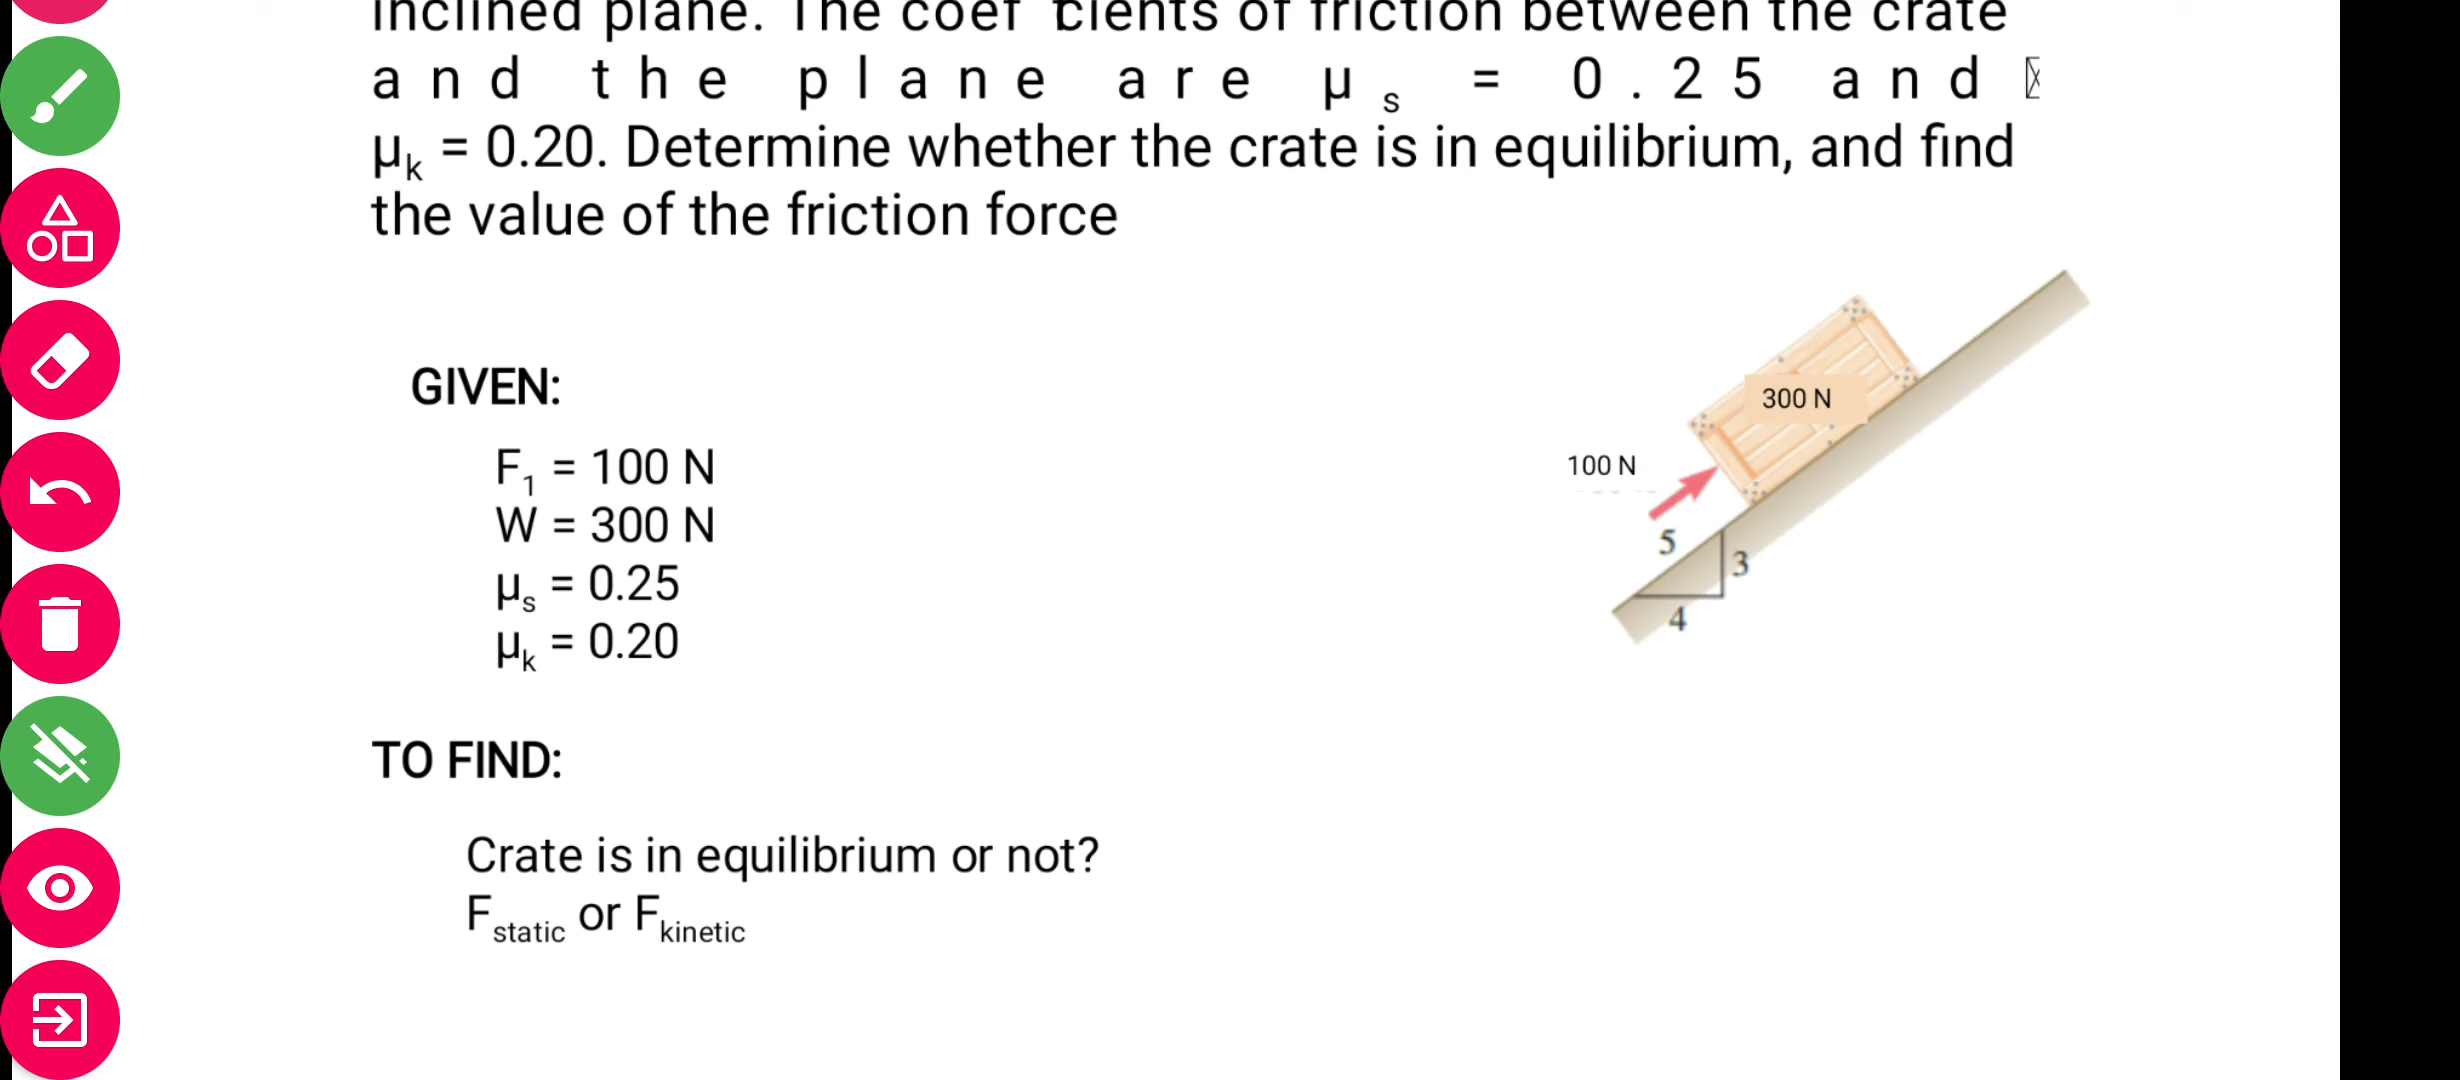 inclined plane. The coef cients of friction between the crate
and the plane are μs = 0.25 and
μk = 0.20. Determine whether the crate is in equilibrium, and find
the value of the friction force
GIVEN:
F1 = 100 N
W = 300 N
μs = 0.25
μk = 0.20
300 N
100 N
5
3
4
TO FIND:
Crate is in equilibrium or not?
Fstatic or Fkinetic